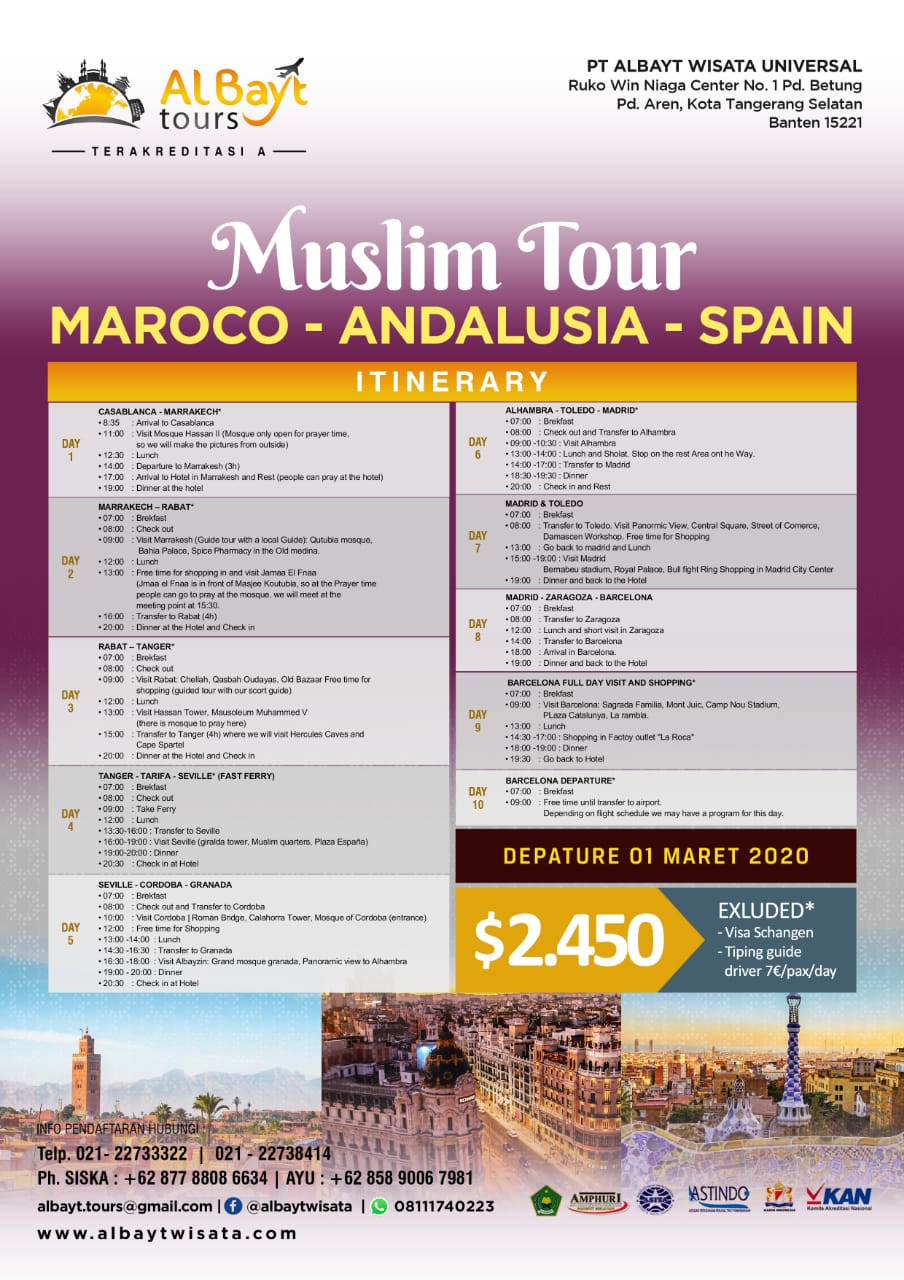 AlBayt
tours
TERAKREDITASI A
PT ALBAYT WISATA UNIVERSAL
Ruko Win Niaga Center No. 1 Pd. Betung
Pd. Aren, Kota Tangerang Selatan
Banten 15221
Muslim Tour
MAROCO - ANDALUSIA - SPAIN
ITINERARY
DAY
1
CASABLANCA - MARRAKECH*
• 8:35 : Arrival to Casablanca
• 11:00 : Visit Mosque Hassan II (Mosque only open for prayer time,
so we will make the pictures from outside)
• 12:30 : Lunch
• 14:00 : Departure to Marrakesh (3h)
• 17:00 : Arrival to Hotel in Marrakesh and Rest (people can pray at the hotel)
• 19:00 : Dinner at the hotel
DAY
2
MARRAKECH – RABAT*
• 07:00 : Brekfast
• 08:00 : Check out
• 09:00 : Visit Marrakesh (Guide tour with a local Guide): Qutubia mosque,
Bahia Palace, Spice Pharmacy in the Old medina.
• 12:00 : Lunch
• 13:00 : Free time for shopping in and visit Jamaa El Fnaa
(Jmaa el Fnaa is in front of Masjee Koutubia, so at the Prayer time
people can go to pray at the mosque. we will meet at the
meeting point at 15:30.
• 16:00 : Transfer to Rabat (4h)
• 20:00 : Dinner at the Hotel and Check in
DAY
3
RABAT – TANGER*
• 07:00 : Brekfast
• 08:00 : Check out
• 09:00 : Visit Rabat: Chellah, Qasbah Oudayas, Old Bazaar Free time for
shopping (guided tour with our scort guide)
• 12:00 : Lunch
• 13:00 : Visit Hassan Tower, Mausoleum Muhammed V
(there is mosque to pray here)
• 15:00 : Transfer to Tanger (4h) where we will visit Hercules Caves and
Cape Spartel
• 20:00 : Dinner at the Hotel and Check in
DAY
4
TANGER - TARIFA - SEVILLE* (FAST FERRY)
• 07:00 : Brekfast
• 08:00 : Check out
• 09:00 : Take Ferry
• 12:00 : Lunch
• 13:30-16:00 : Transfer to Seville
• 16:00-19:00 : Visit Seville (giralda tower, Muslim quarters, Plaza España)
• 19:00-20:00 : Dinner
• 20:30 : Check in at Hotel
DAY
5
SEVILLE - CORDOBA - GRANADA
• 07:00 : Brekfast
• 08:00 : Check out and Transfer to Cordoba
• 10:00 : Visit Cordoba | Roman Bridge, Calahorra Tower, Mosque of Cordoba (entrance)
• 12:00 : Free time for Shopping
• 13:00 -14:00 : Lunch
• 14:30 -16:30 : Transfer to Granada
• 16:30 -18:00 : Visit Albayzin: Grand mosque granada, Panoramic view to Alhambra
• 19:00 - 20:00 : Dinner
• 20:30 : Check in at Hotel
DAY
6
ALHAMBRA - TOLEDO - MADRID*
• 07:00 : Brekfast
• 08:00 : Check out and Transfer to Alhambra
• 09:00 -10:30 : Visit Alhambra
• 13:00 -14:00 : Lunch and Sholat. Stop on the rest Area ont he Way.
• 14:00 -17:00 : Transfer to Madrid
• 18:30 -19:30 : Dinner
• 20:00 : Check in and Rest
DAY
7
MADRID & TOLEDO
• 07:00 : Brekfast
• 08:00 : Transfer to Toledo. Visit Panormic View, Central Square, Street of Comerce,
Damascen Workshop. Free time for Shopping
• 13:00 : Go back to madrid and Lunch
• 15:00 -19:00 : Visit Madrid
Bernabeu stadium, Royal Palace, Bull fight Ring Shopping in Madrid City Center
• 19:00 : Dinner and back to the Hotel
DAY
8
MADRID - ZARAGOZA - BARCELONA
• 07:00 : Brekfast
• 08:00 : Transfer to Zaragoza
• 12:00 : Lunch and short visit in Zaragoza
• 14:00 : Transfer to Barcelona
• 18:00 : Arrival in Barcelona.
• 19:00 : Dinner and back to the Hotel
DAY
9
BARCELONA FULL DAY VISIT AND SHOPPING*
• 07:00 : Brekfast
• 09:00 : Visit Barcelona: Sagrada Familia, Mont Juic, Camp Nou Stadium,
PLaza Catalunya, La rambla.
• 13:00 : Lunch
• 14:30 -17:00 : Shopping in Factoy outlet "La Roca"
• 18:00 -19:00 : Dinner
• 19:30 : Go back to Hotel
DAY
10
BARCELONA DEPARTURE*
• 07:00 : Brekfast
• 09:00 : Free time until transfer to airport.
Depending on flight schedule we may have a program for this day.
DEPATURE 01 MARET 2020
$2.450
EXLUDED*
- Visa Schangen
- Tiping guide
driver 7€/pax/day
INFO PENDAFTARAN HUBUNGI :
Telp. 021- 22733322 | 021 - 22738414
Ph. SISKA : +62 877 8808 6634 | AYU : +62 858 9006 7981
albayt.tours@gmail.com | @albaytwisata | 08111740223
www.albaytwisata.com
AMPHURI
ASITA
ASTINDO
KADIN INDONESIA
KAN
Komite Akreditasi Nasional